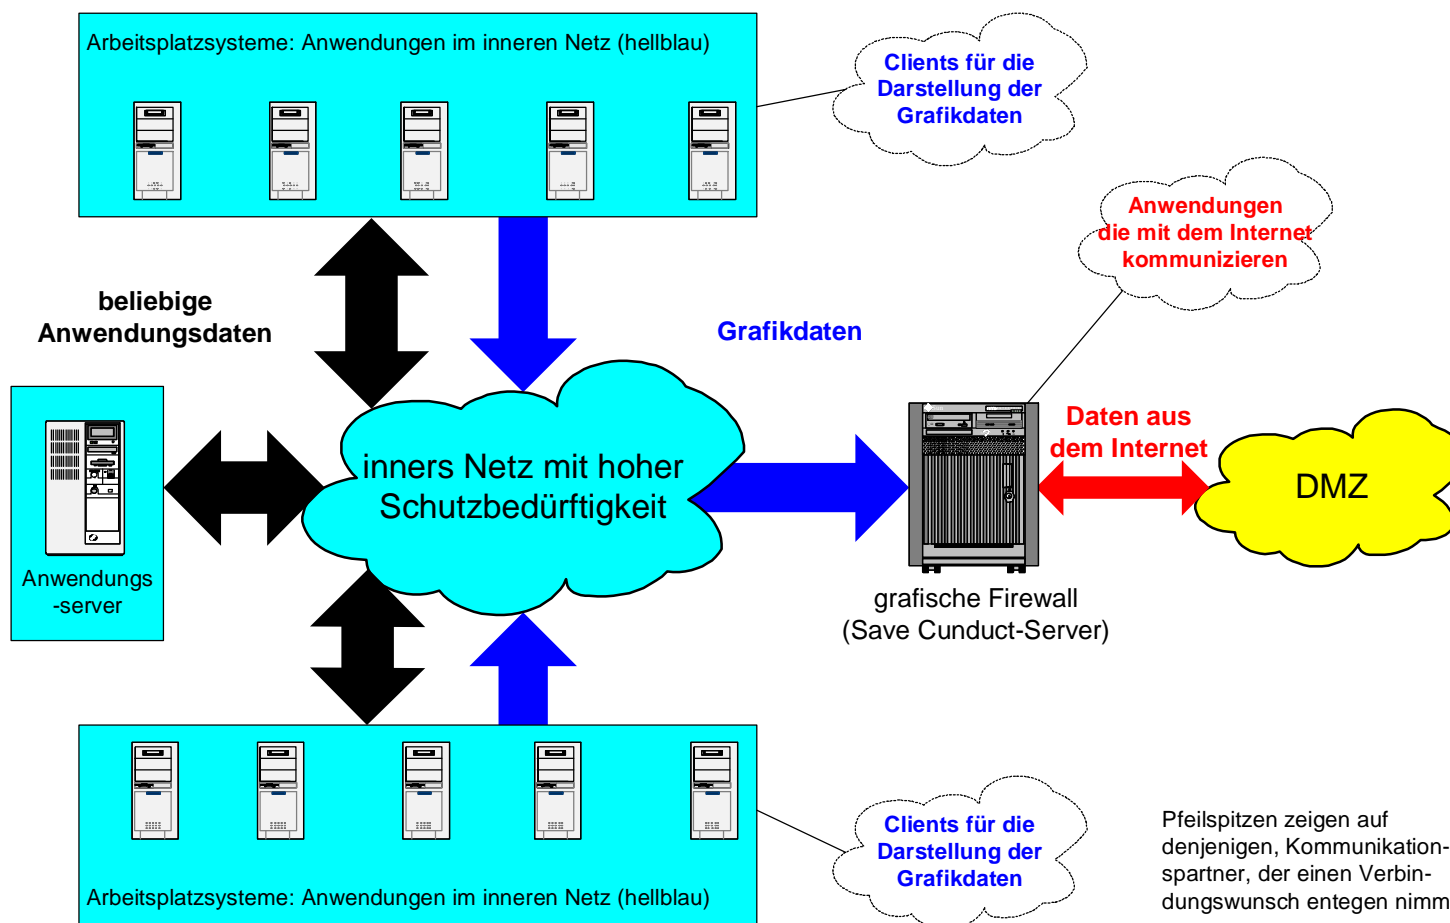 Arbeitsplatzsysteme: Anwendungen im inneren Netz (hellblau)
Clients für die
Darstellung der
Grafikdaten
Anwendungen
die mit dem Internet
kommunizieren
beliebige
Anwendungsdaten
Grafikdaten
Daten aus
dem Internet
inners Netz mit hoher
Schutzbedürftigkeit
DMZ
Anwendungs
-server
grafische Firewall
(Save Cunduct-Server)
Clients für die
Darstellung der
Grafikdaten
Pfeilspitzen zeigen auf
denjenigen, Kommunikation-
spartner, der einen Verbin-
dungswunsch entegen nimm
Arbeitsplatzsysteme: Anwendungen im inneren Netz (hellblau)